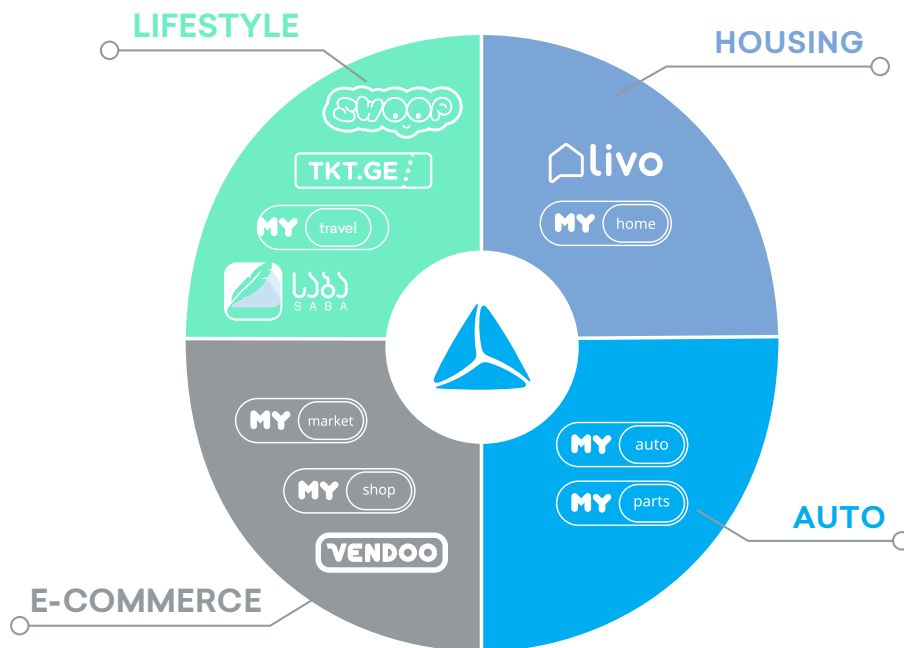 LIFESTYLE
SWOOP
TKT.GE
MY travel
საბა
SABA
HOUSING
livo
MY home
MY market
MY shop
VENDOO
E-COMMERCE
MY auto
MY parts
AUTO